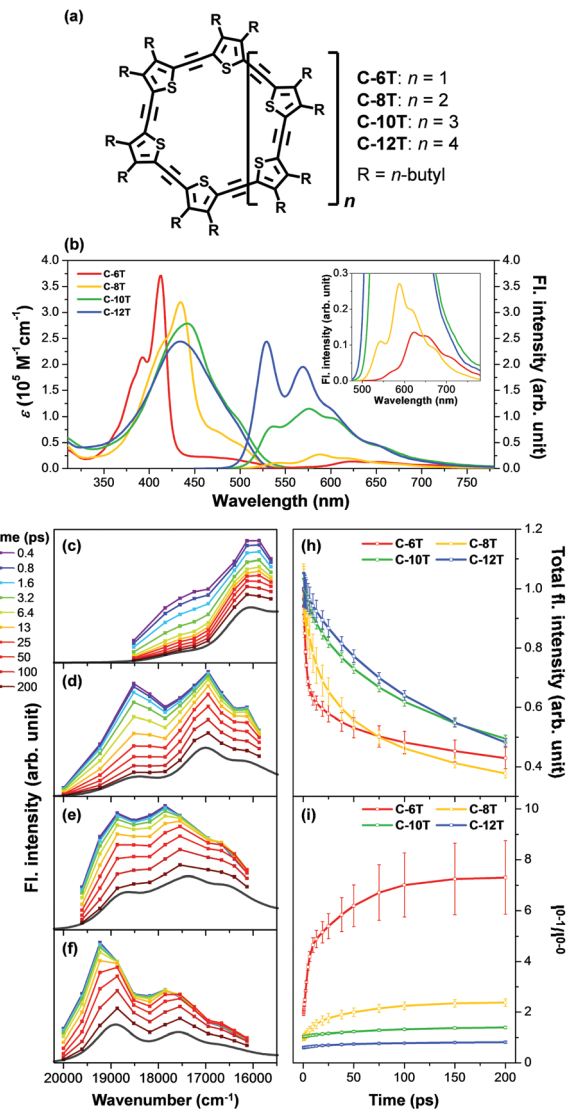 (a)
R R R R
R R
R R
R R
R R
S S S S S S
C-6T: n = 1
C-8T: n = 2
C-10T: n = 3
C-12T: n = 4
R = n-butyl
n
(b)
C-6T
C-8T
C-10T
C-12T
4.0
3.5
3.0
2.5
2.0
1.5
1.0
0.5
0.0
ε (10⁵ M⁻¹cm⁻¹)
350 400 450 500 550 600 650 700 750
Wavelength (nm)
4.0
3.5
3.0
2.5
2.0
1.5
1.0
0.5
0.0
Fl. intensity (arb. unit)
0.3
0.2
0.1
0.0
Fl. intensity (arb. unit)
500 600 700
Wavelength (nm)
me (ps)
0.4
0.8
1.6
3.2
6.4
13
25
50
100
200
(c)
(d)
(e)
(f)
Fl. intensity (arb. unit)
20000 19000 18000 17000 16000
Wavenumber (cm⁻¹)
(h)
C-6T C-8T
C-10T C-12T
1.2
1.0
0.8
0.6
0.4
Total fl. intensity (arb. unit)
(i)
C-6T C-8T
C-10T C-12T
10
8
6
4
2
0
I⁰⁻¹/I⁰⁻⁰
0 25 50 75 100 125 150 175 200
Time (ps)